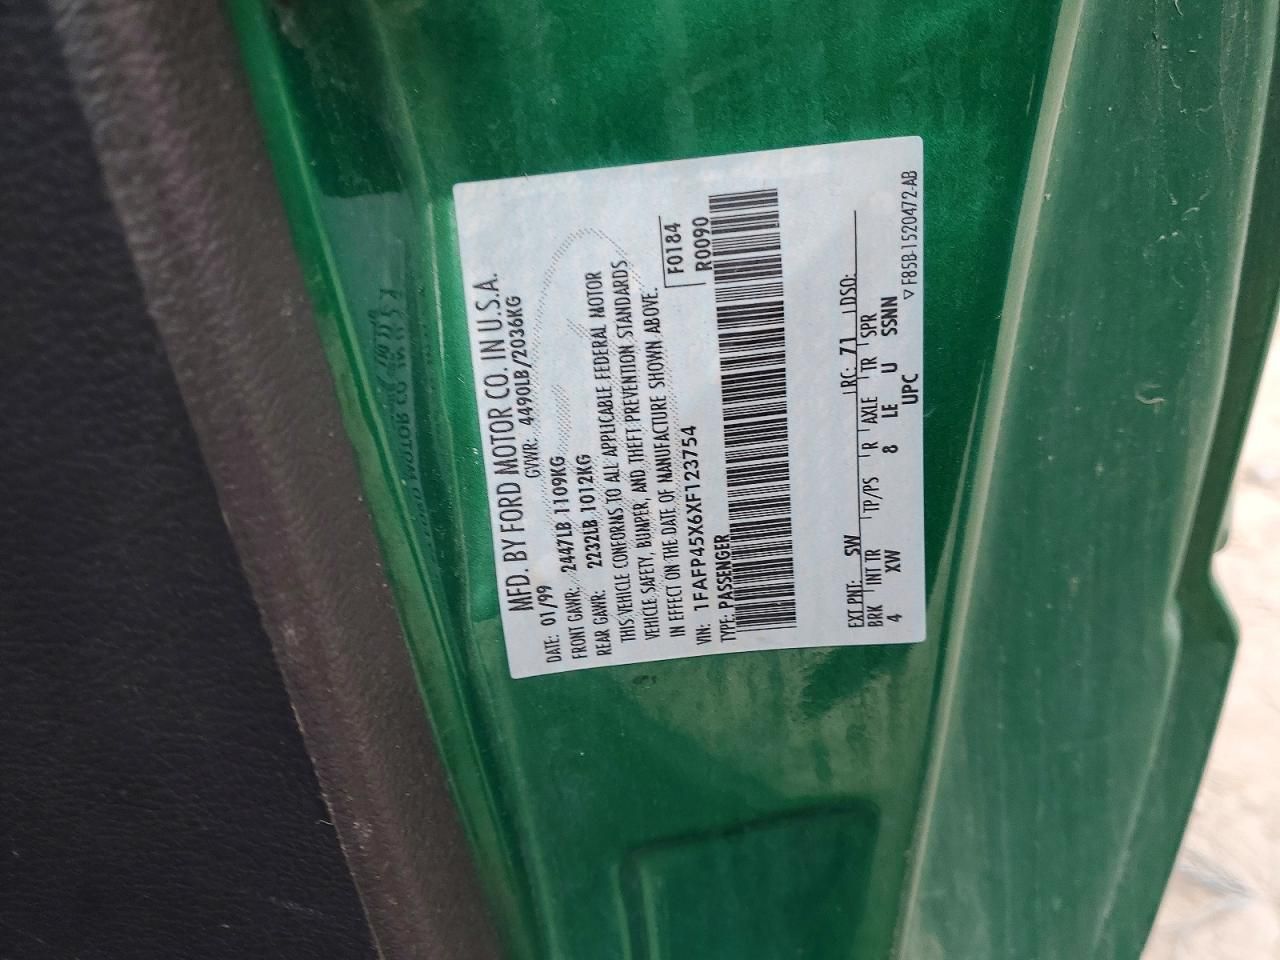 MFD. BY FORD MOTOR CO. IN U.S.A.
DATE: 01/99 GVWR: 4490LB/2036KG
FRONT GAWR: 2447LB 1109KG
REAR GAWR: 2232LB 1012KG
THIS VEHICLE CONFORMS TO ALL APPLICABLE FEDERAL MOTOR
VEHICLE SAFETY, BUMPER, AND THEFT PREVENTION STANDARDS
IN EFFECT ON THE DATE OF MANUFACTURE SHOWN ABOVE.
F0184
VIN: 1FAFP45X6XF123754 R0090
TYPE: PASSENGER
EXT PNT: SW RC: 71 DSO:
BRK INT TR TP/PS R AXLE TR SPR
4 XW 8 LE U SSNN
UPC ▽F85B-1520472-AB